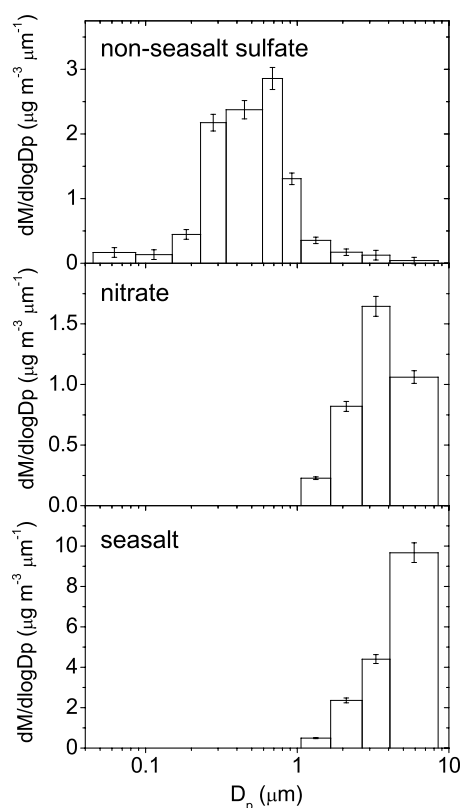 non-seasalt sulfate
3
2
1
0
dM/dlogDp (μg m⁻³ μm⁻¹)
nitrate
1.5
1.0
0.5
0.0
dM/dlogDp (μg m⁻³ μm⁻¹)
seasalt
10
8
6
4
2
0
dM/dlogDp (μg m⁻³ μm⁻¹)
0.1 1 10
Dₚ (μm)